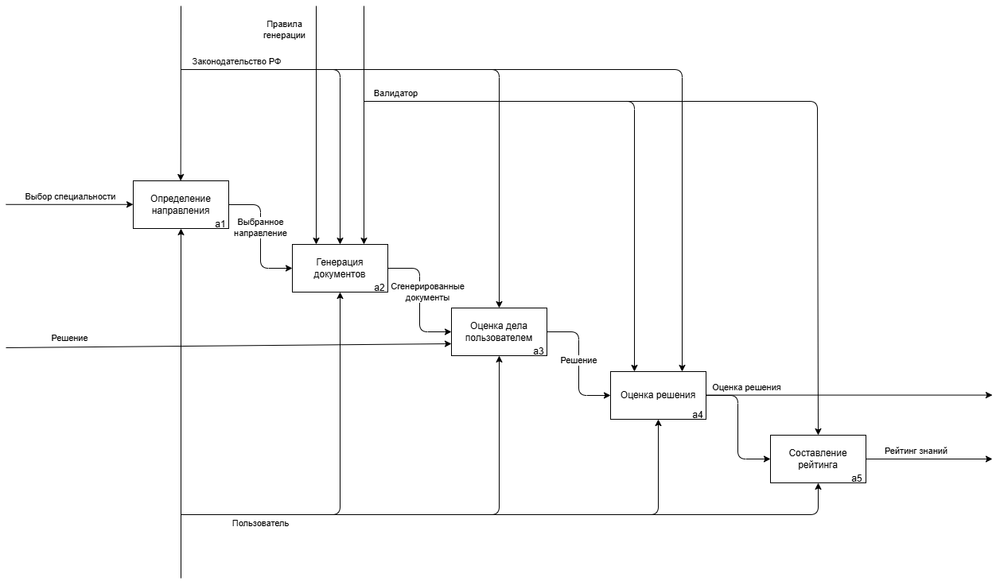 Правила
генерации
Законодательство РФ
Валидатор
Выбор специальности
Определение
направления
a1
Выбранное
направление
Генерация
документов
a2
Сгенерированные
документы
Решение
Оценка дела
пользователем
a3
Решение
Оценка решения
a4
Оценка решения
Составление
рейтинга
a5
Рейтинг знаний
Пользователь